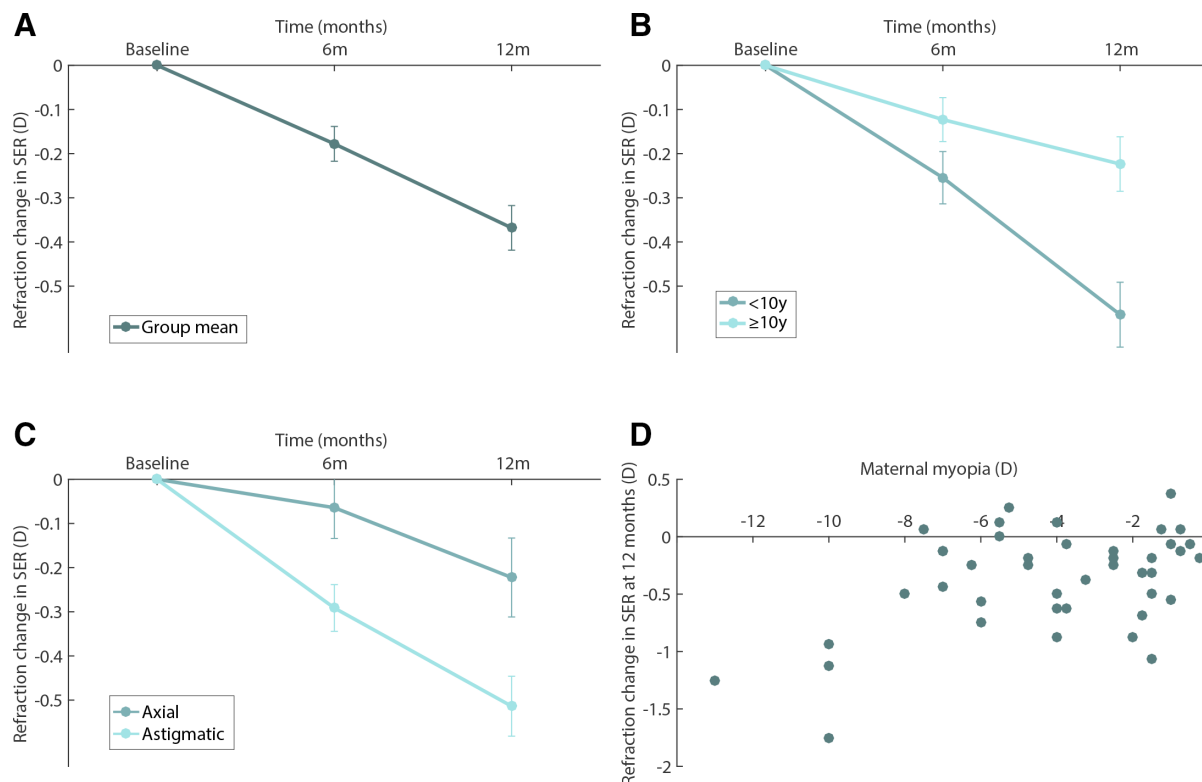 A
Time (months)
Baseline 6m 12m
0
-0.1
-0.2
-0.3
-0.4
-0.5
Refraction change in SER (D)
Group mean
B
Time (months)
Baseline 6m 12m
0
-0.1
-0.2
-0.3
-0.4
-0.5
Refraction change in SER (D)
<10y
≥10y
C
Time (months)
Baseline 6m 12m
0
-0.1
-0.2
-0.3
-0.4
-0.5
Refraction change in SER (D)
Axial
Astigmatic
D
Maternal myopia (D)
-12 -10 -8 -6 -4 -2
0.5
0
-0.5
-1
-1.5
-2
Refraction change in SER at 12 months (D)